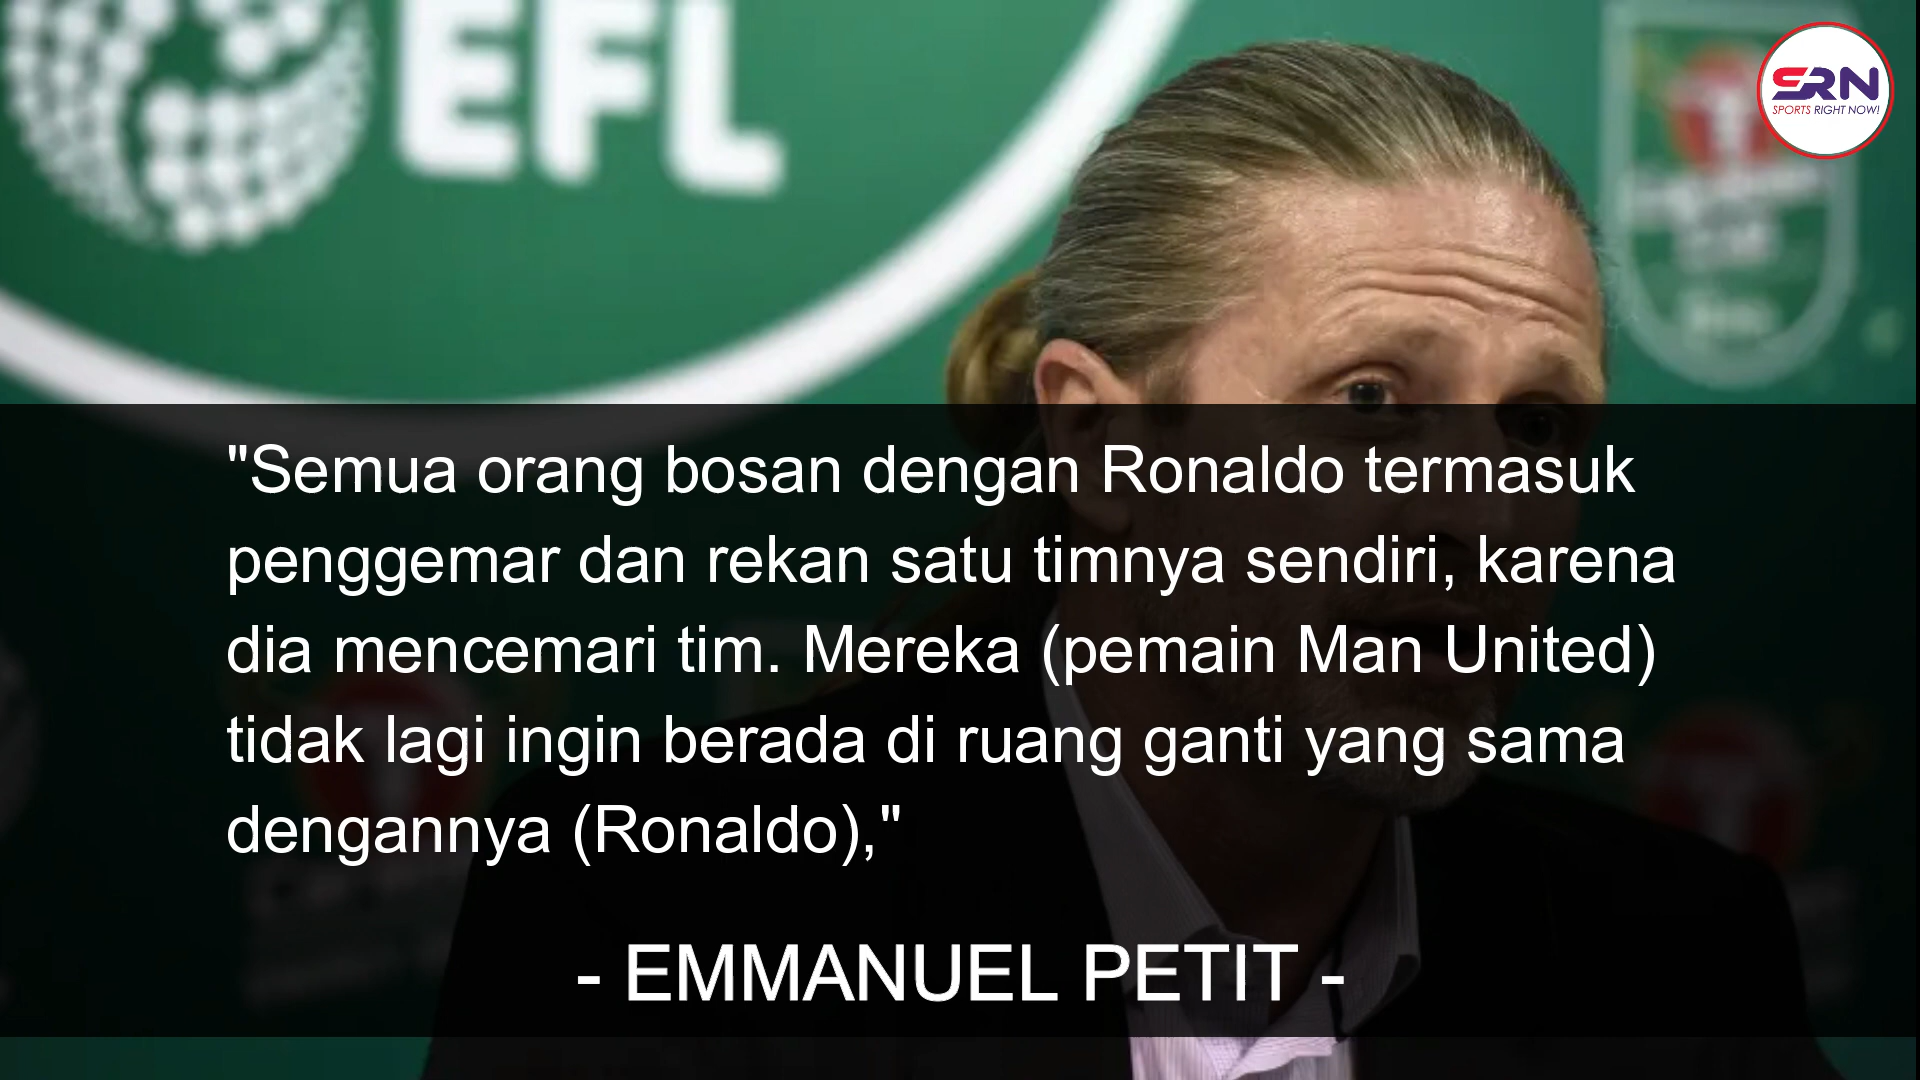 EFL
SRN
SPORTS RIGHT NOW!
"Semua orang bosan dengan Ronaldo termasuk
penggemar dan rekan satu timnya sendiri, karena
dia mencemari tim. Mereka (pemain Man United)
tidak lagi ingin berada di ruang ganti yang sama
dengannya (Ronaldo),"
- EMMANUEL PETIT -